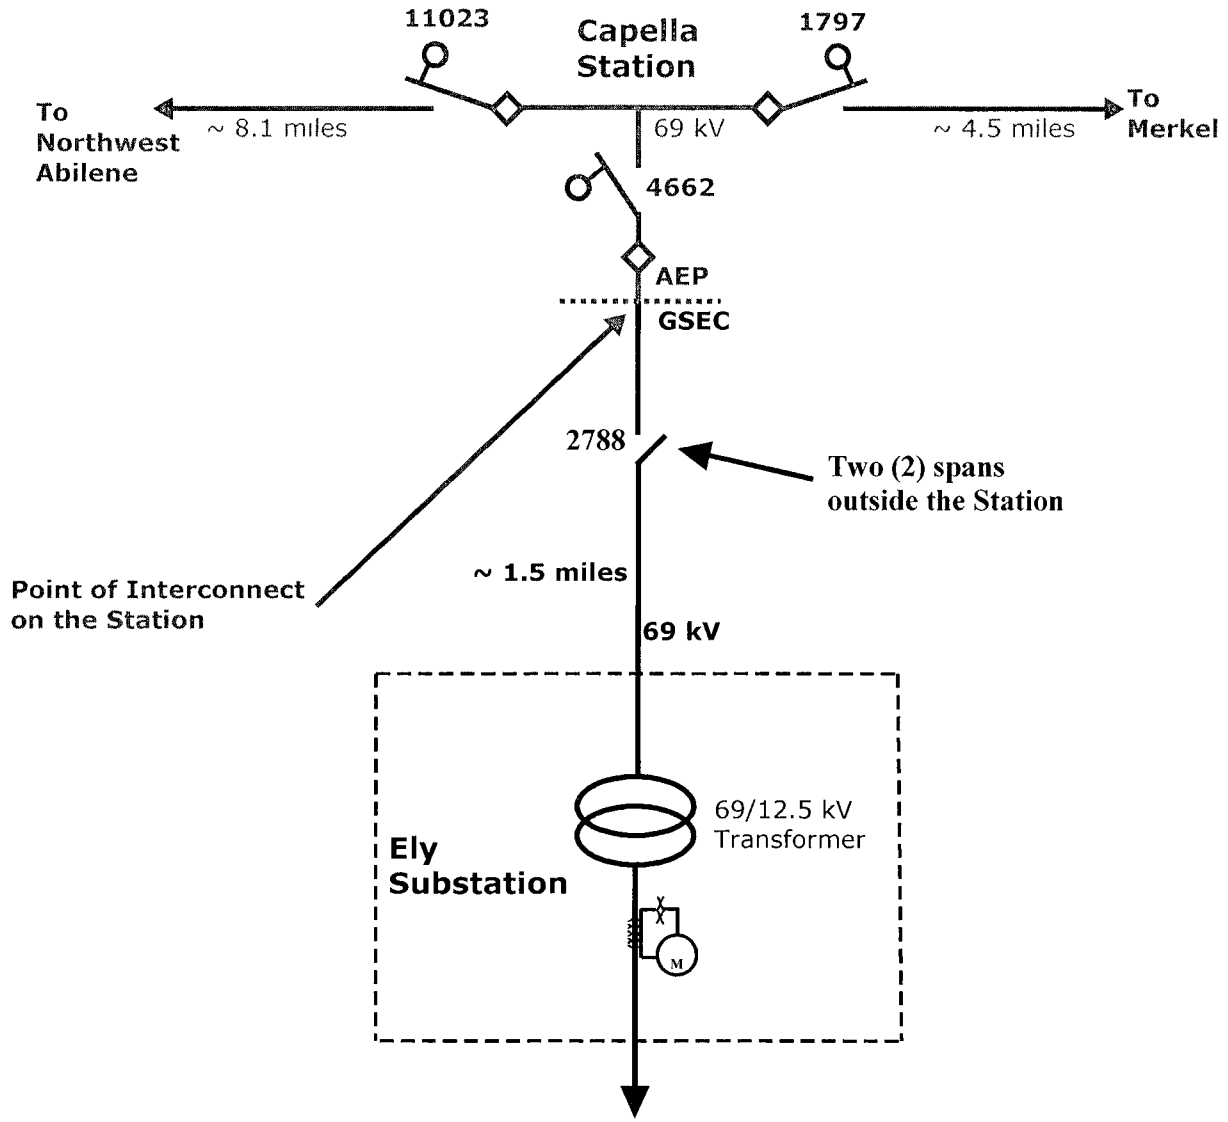 11023
Capella
Station
1797
To
Northwest
Abilene
~ 8.1 miles
69 kV
~ 4.5 miles
To
Merkel
4662
AEP
GSEC
2788
Two (2) spans
outside the Station
~ 1.5 miles
Point of Interconnect
on the Station
69 kV
69/12.5 kV
Transformer
Ely
Substation
M